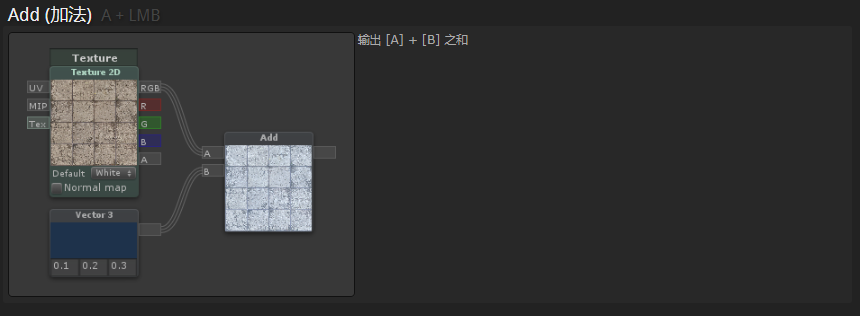 Add (加法) A + LMB
输出 [A] + [B] 之和
Texture
Texture 2D
UV RGB
MIP R
Tex G
B
A
Default White
Normal map
Add
A
B
Vector 3
0.1 0.2 0.3